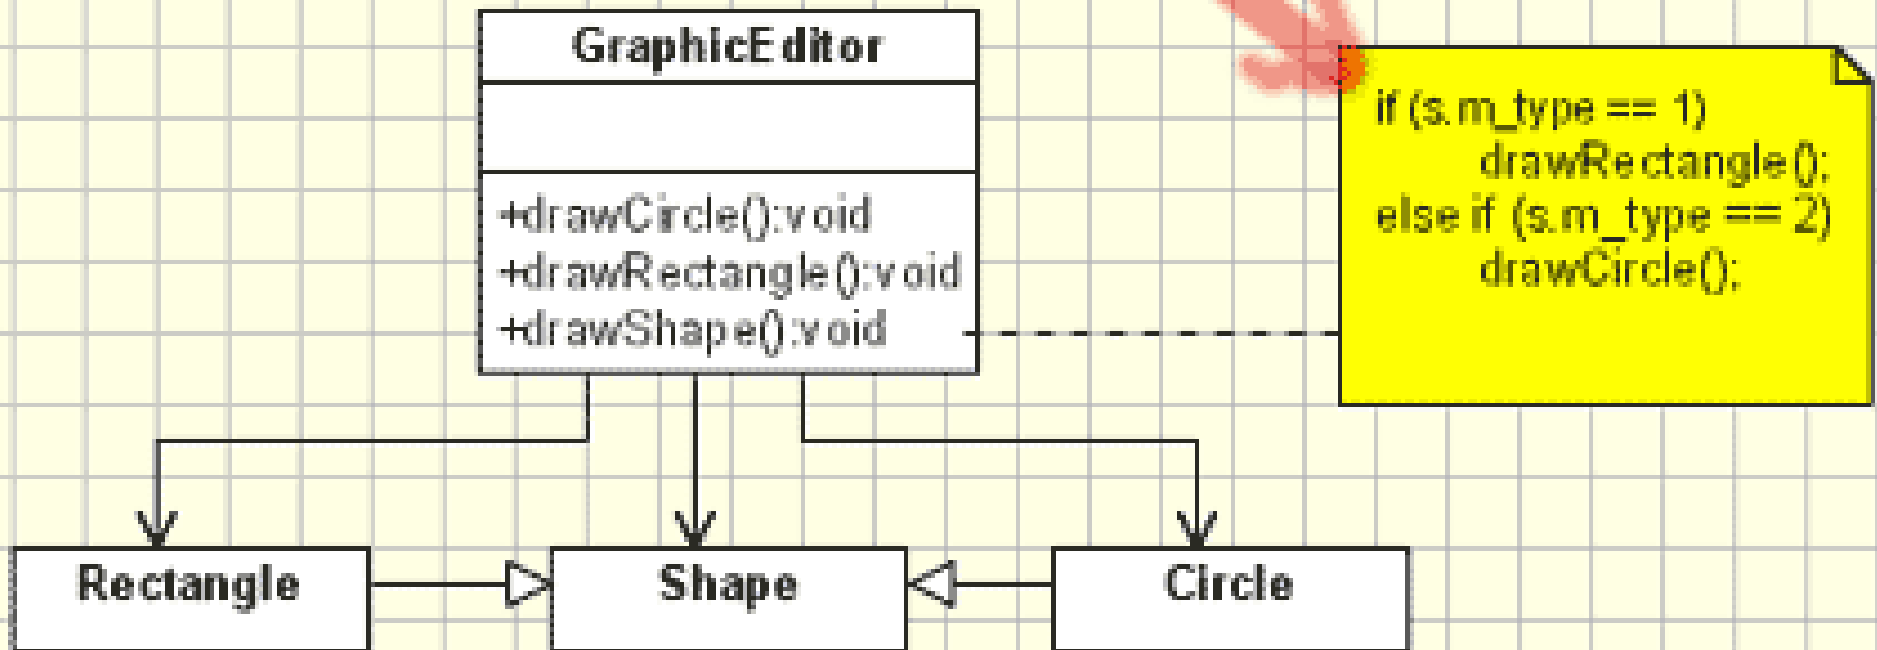 GraphicEditor
+drawCircle():void
+drawRectangle():void
+drawShape():void
if (s.m_type == 1)
drawRectangle();
else if (s.m_type == 2)
drawCircle();
Rectangle
Shape
Circle